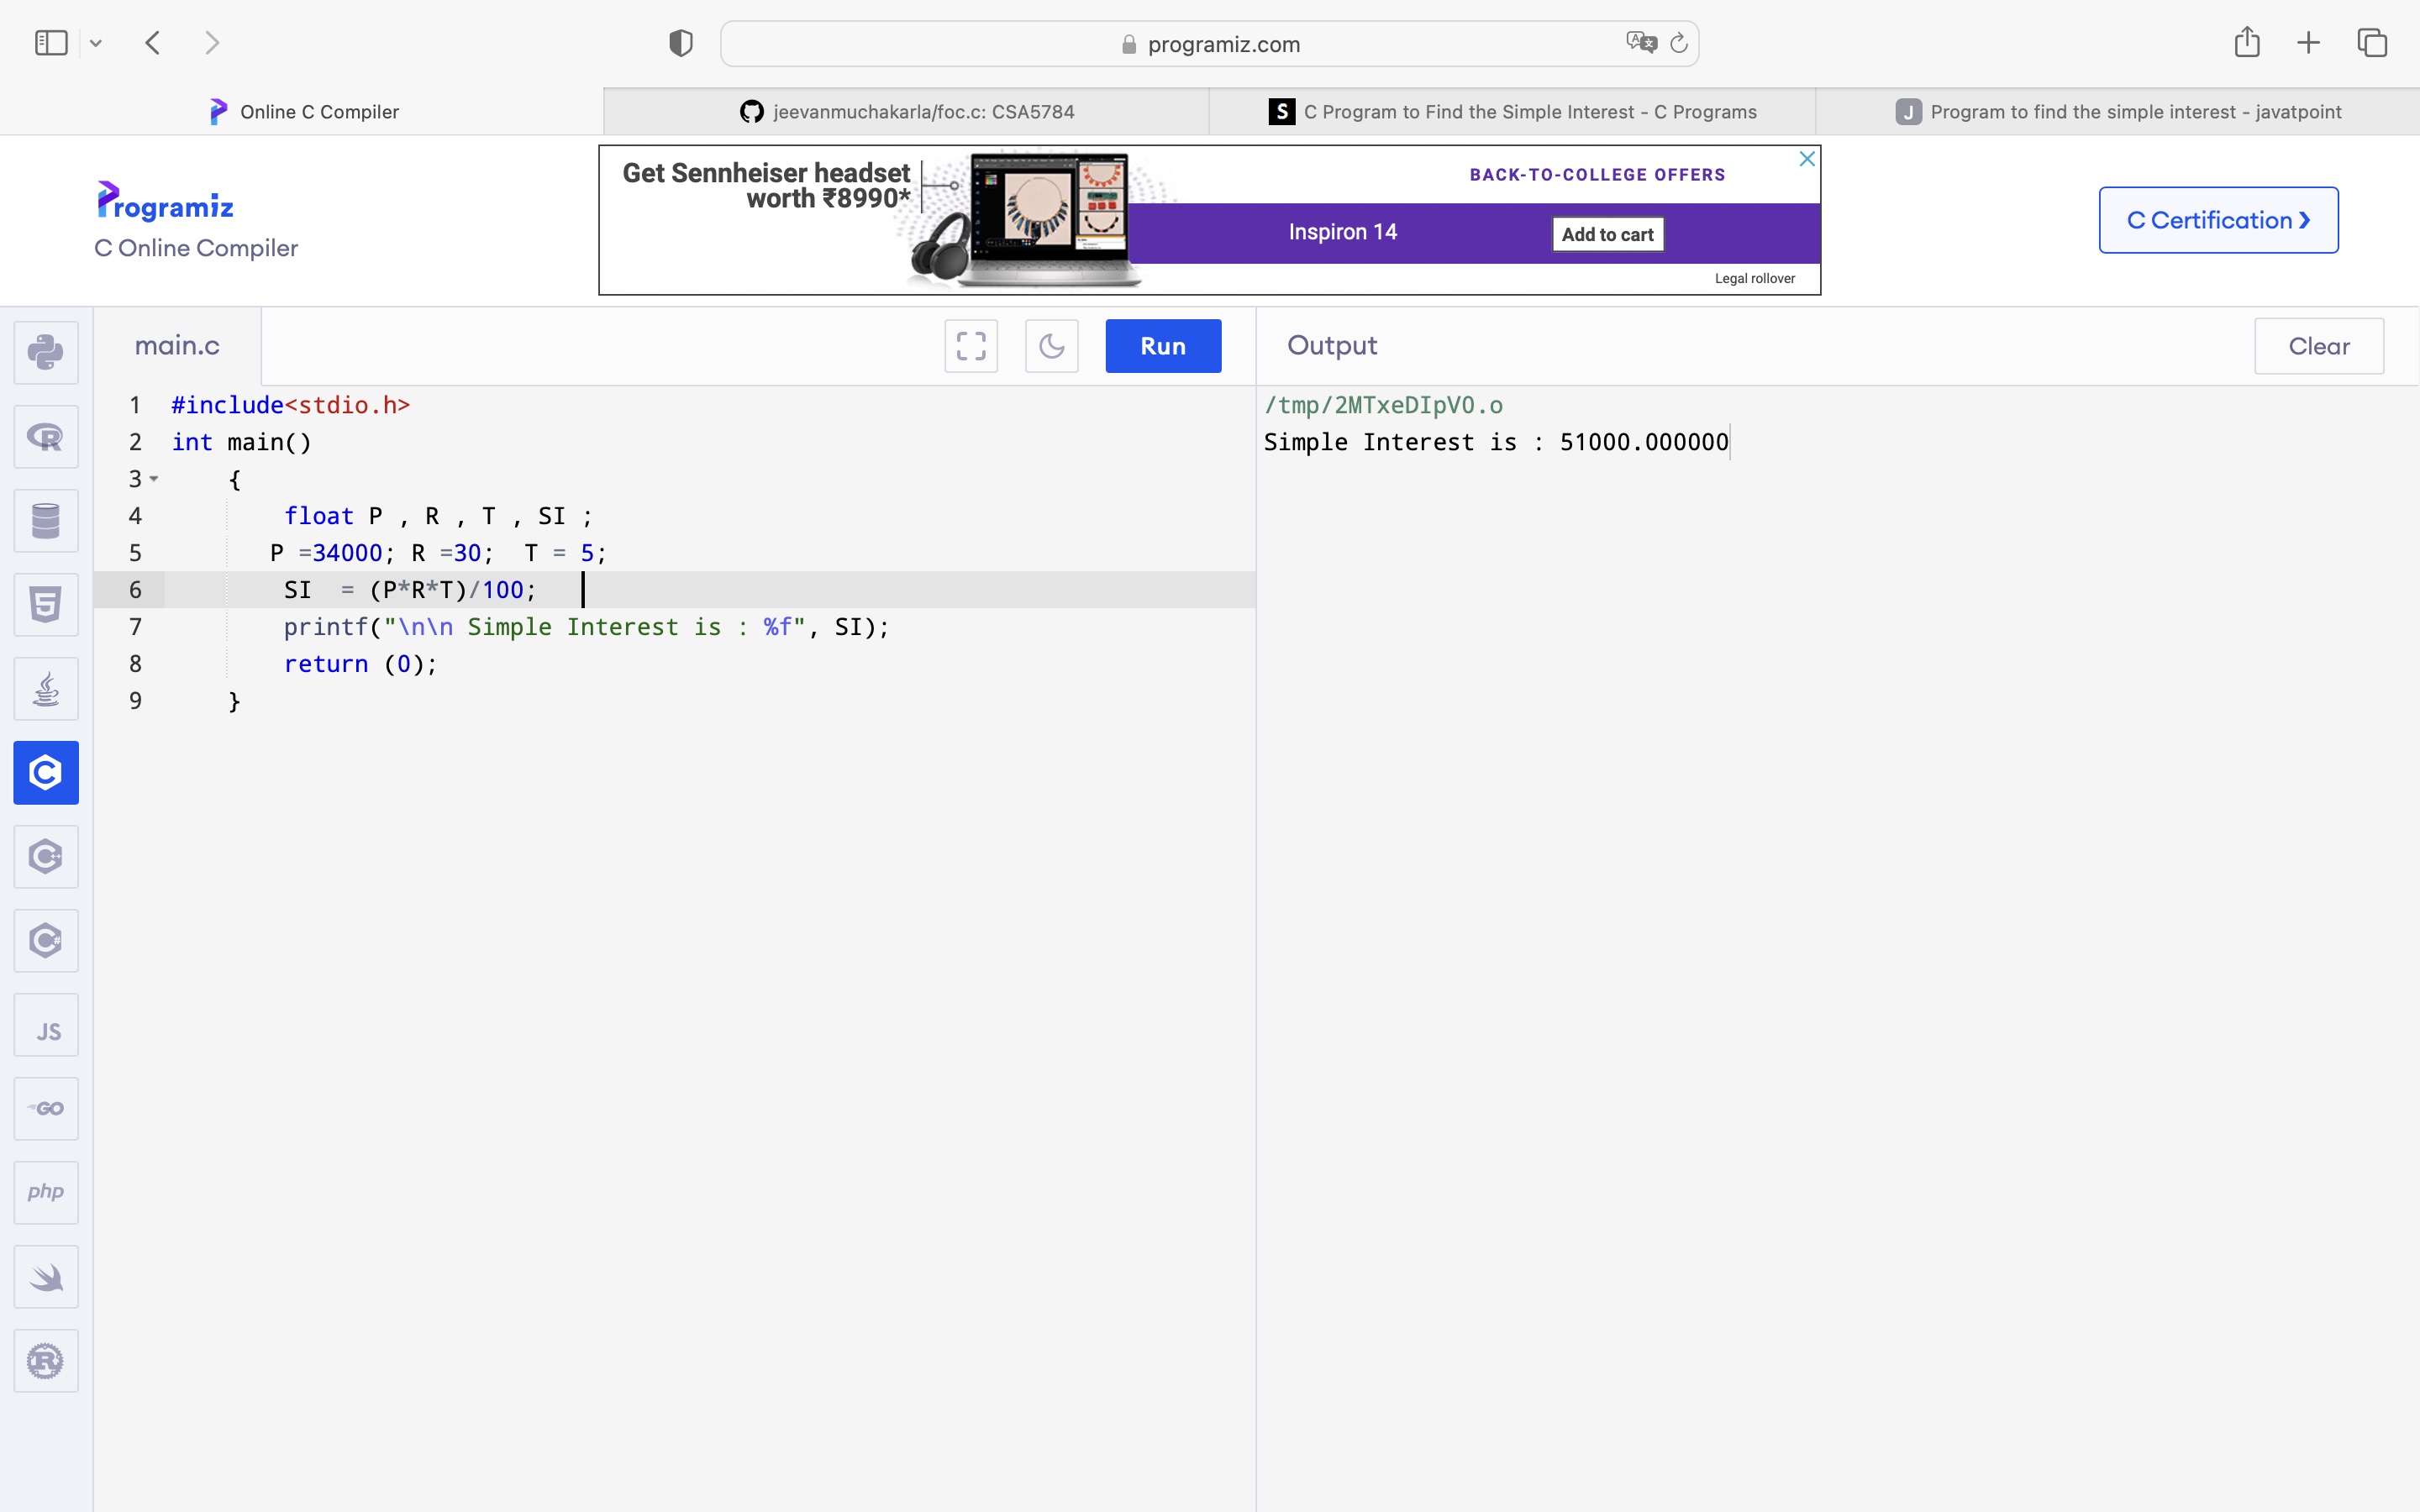 programiz.com
Online C Compiler
jeevanmuchakarla/foc.c: CSA5784
S C Program to Find the Simple Interest - C Programs
J Program to find the simple interest - javatpoint
Programiz
C Online Compiler
Get Sennheiser headset
worth ₹8990*
BACK-TO-COLLEGE OFFERS
Inspiron 14
Add to cart
Legal rollover
C Certification ❯
main.c
Run
Output
Clear
1 #include<stdio.h>
2 int main()
3 {
4 float P , R , T , SI ;
5 P =34000; R =30;  T = 5;
6 SI  = (P*R*T)/100;
7 printf("\n\n Simple Interest is : %f", SI);
8 return (0);
9 }
/tmp/2MTxeDIpVO.o
Simple Interest is : 51000.000000
R
5
C
C++
C#
JS
GO
php
R